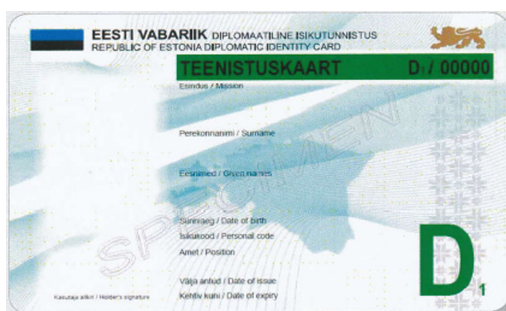 EESTI VABARIIK DIPLOMAATILINE ISIKUTUNNISTUS
REPUBLIC OF ESTONIA DIPLOMATIC IDENTITY CARD
TEENISTUSKAART D1/ 00000
Esindus / Mission
Perekonnanimi / Surname
Eesnimed / Given names
SPECIMEN
Sünniaeg / Date of birth
Isikukood / Personal code
Amet / Position
Välja antud / Date of issue
Kasutaja allkiri / Holder's signature
Kehtiv kuni / Date of expiry
D1